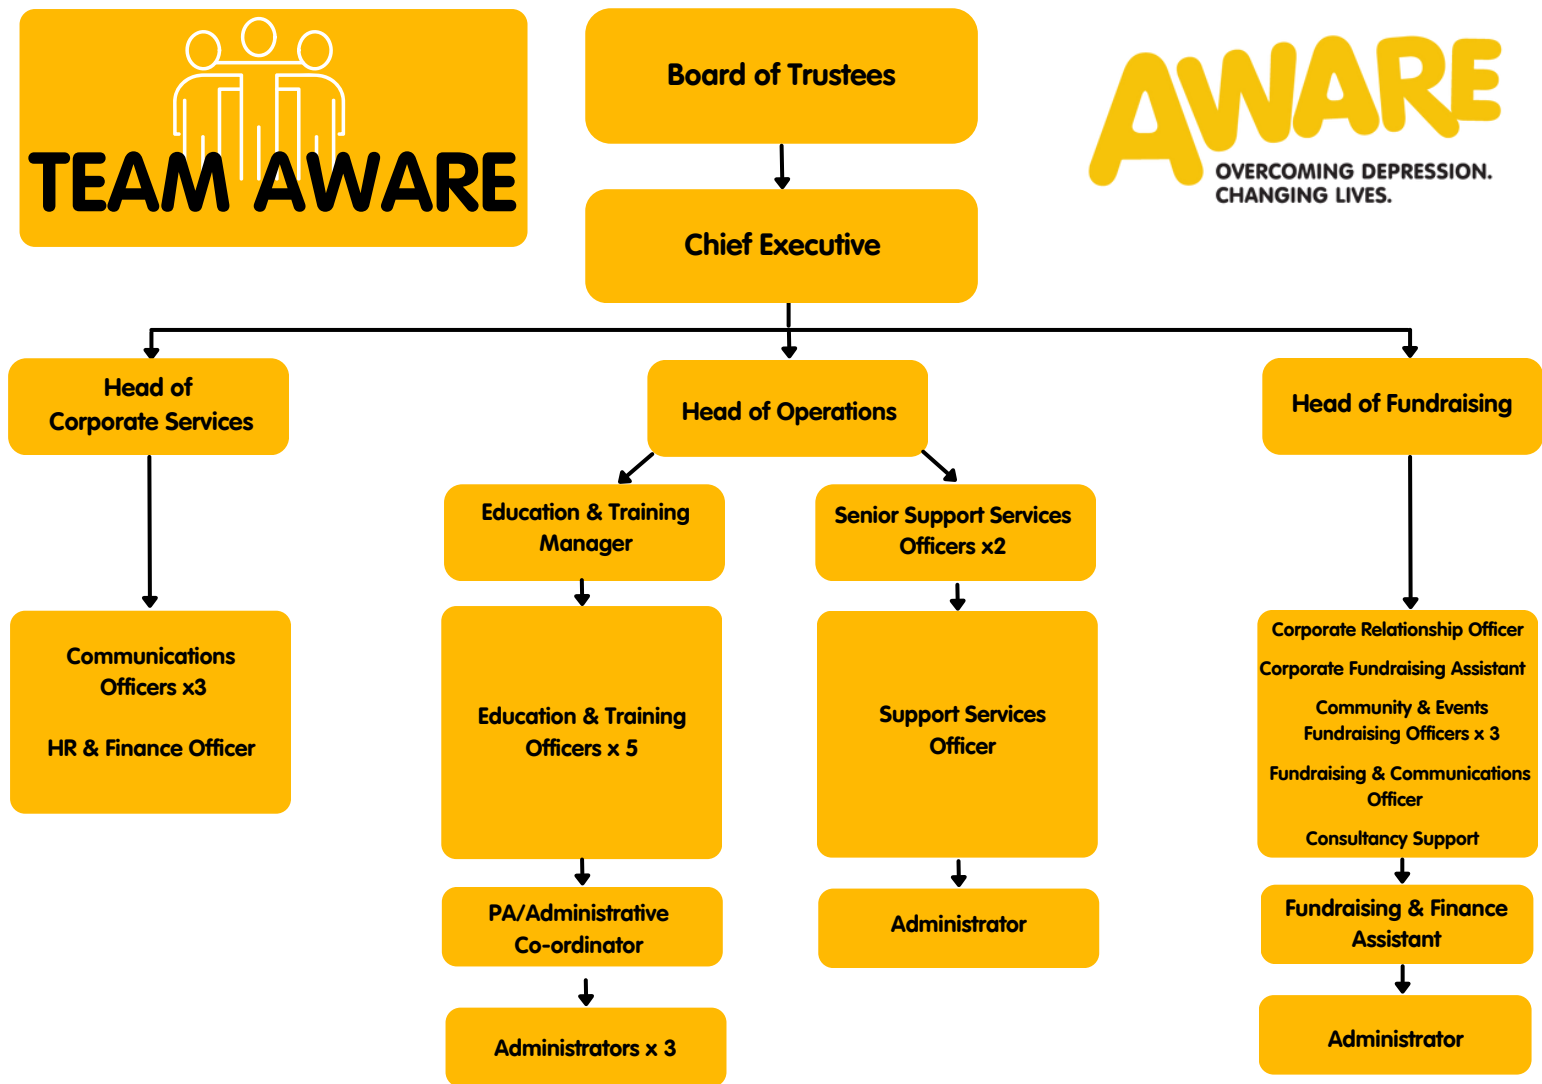 TEAM AWARE
Board of Trustees
AWARE
OVERCOMING DEPRESSION.
CHANGING LIVES.
Chief Executive
Head of
Corporate Services
Head of Operations
Head of Fundraising
Education & Training
Manager
Senior Support Services
Officers x2
Communications
Officers x3
HR & Finance Officer
Education & Training
Officers x 5
Support Services
Officer
Corporate Relationship Officer
Corporate Fundraising Assistant
Community & Events
Fundraising Officers x 3
Fundraising & Communications
Officer
Consultancy Support
PA/Administrative
Co-ordinator
Administrator
Fundraising & Finance
Assistant
Administrators x 3
Administrator